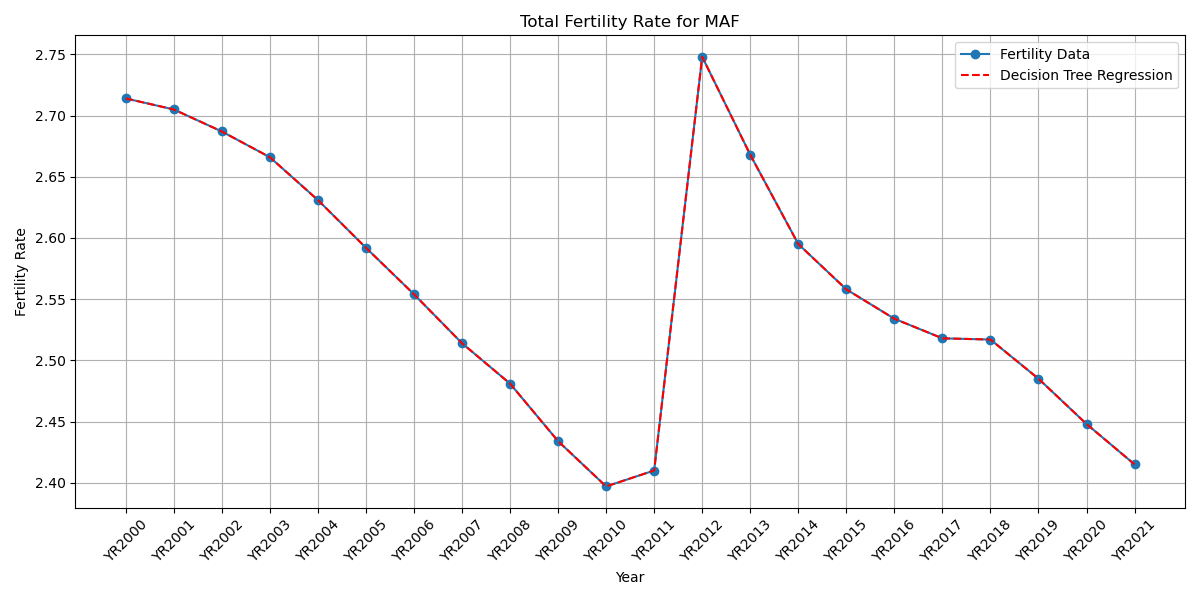 Total Fertility Rate for MAF
Fertility Data
Decision Tree Regression
Fertility Rate
2.75
2.70
2.65
2.60
2.55
2.50
2.45
2.40
YR2000
YR2001
YR2002
YR2003
YR2004
YR2005
YR2006
YR2007
YR2008
YR2009
YR2010
YR2011
YR2012
YR2013
YR2014
YR2015
YR2016
YR2017
YR2018
YR2019
YR2020
YR2021
Year